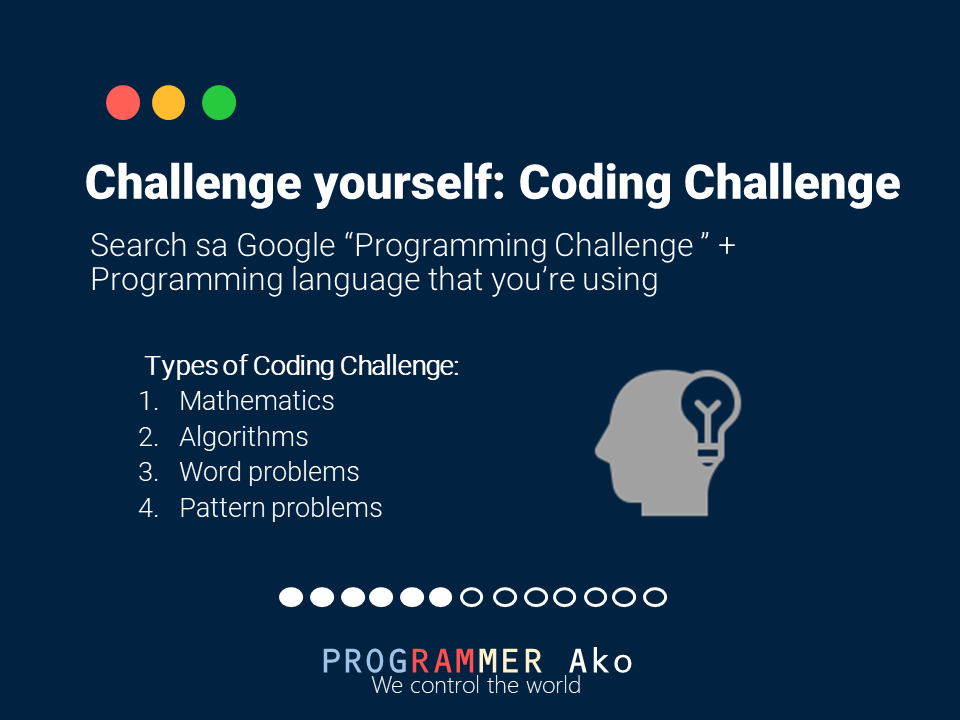 Challenge yourself: Coding Challenge
Search sa Google “Programming Challenge ” +
Programming language that you’re using
Types of Coding Challenge:
1. Mathematics
2. Algorithms
3. Word problems
4. Pattern problems
PROGRAMMER Ako
We control the world